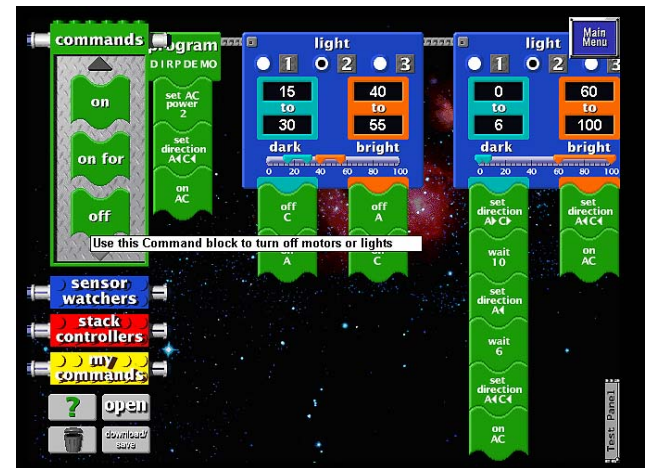 commands
on
on for
off
Use this Command block to turn off motors or lights
sensor
watchers
stack
controllers
my
commands
?
open
download/
save
program
DIRPDEMO
set AC
power
2
set
direction
A◀C◀
on
AC
light
1 2 3
15 40
to to
30 55
dark bright
0 20 40 60 80 100
off
C
A
off
A
C
light
1 2 3
0 60
to to
6 100
dark bright
0 20 40 60 80 100
set
direction
A▶C▶
wait
10
set
direction
A◀
wait
6
set
direction
A◀C◀
on
AC
set
direction
A◀C◀
on
AC
Main
Menu
Test Panel